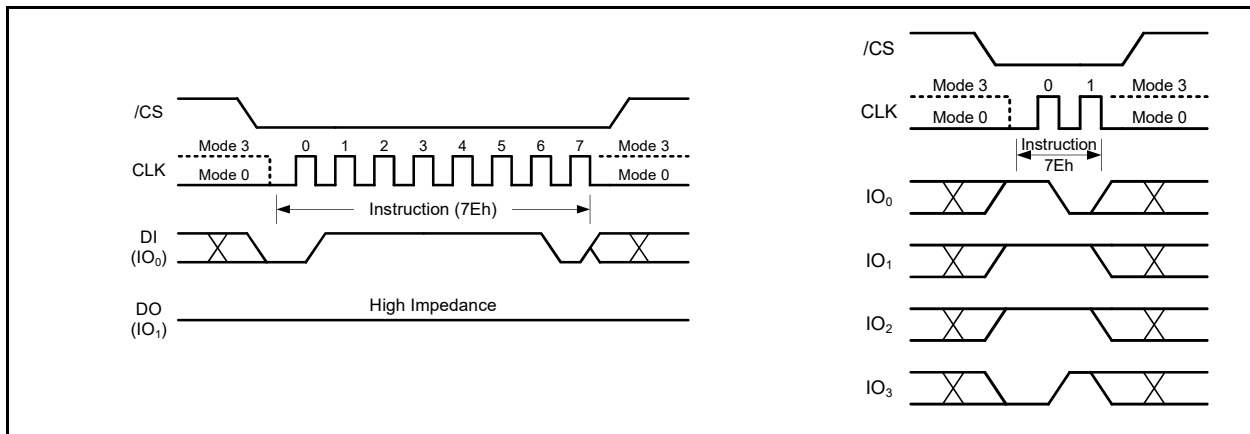 /CS
Mode 3
0 1 2 3 4 5 6 7
Mode 3
CLK
Mode 0
Mode 0
Instruction (7Eh)
DI
(IO₀)
High Impedance
DO
(IO₁)
/CS
Mode 3
0 1
Mode 3
CLK
Mode 0
Mode 0
Instruction
7Eh
IO₀
IO₁
IO₂
IO₃